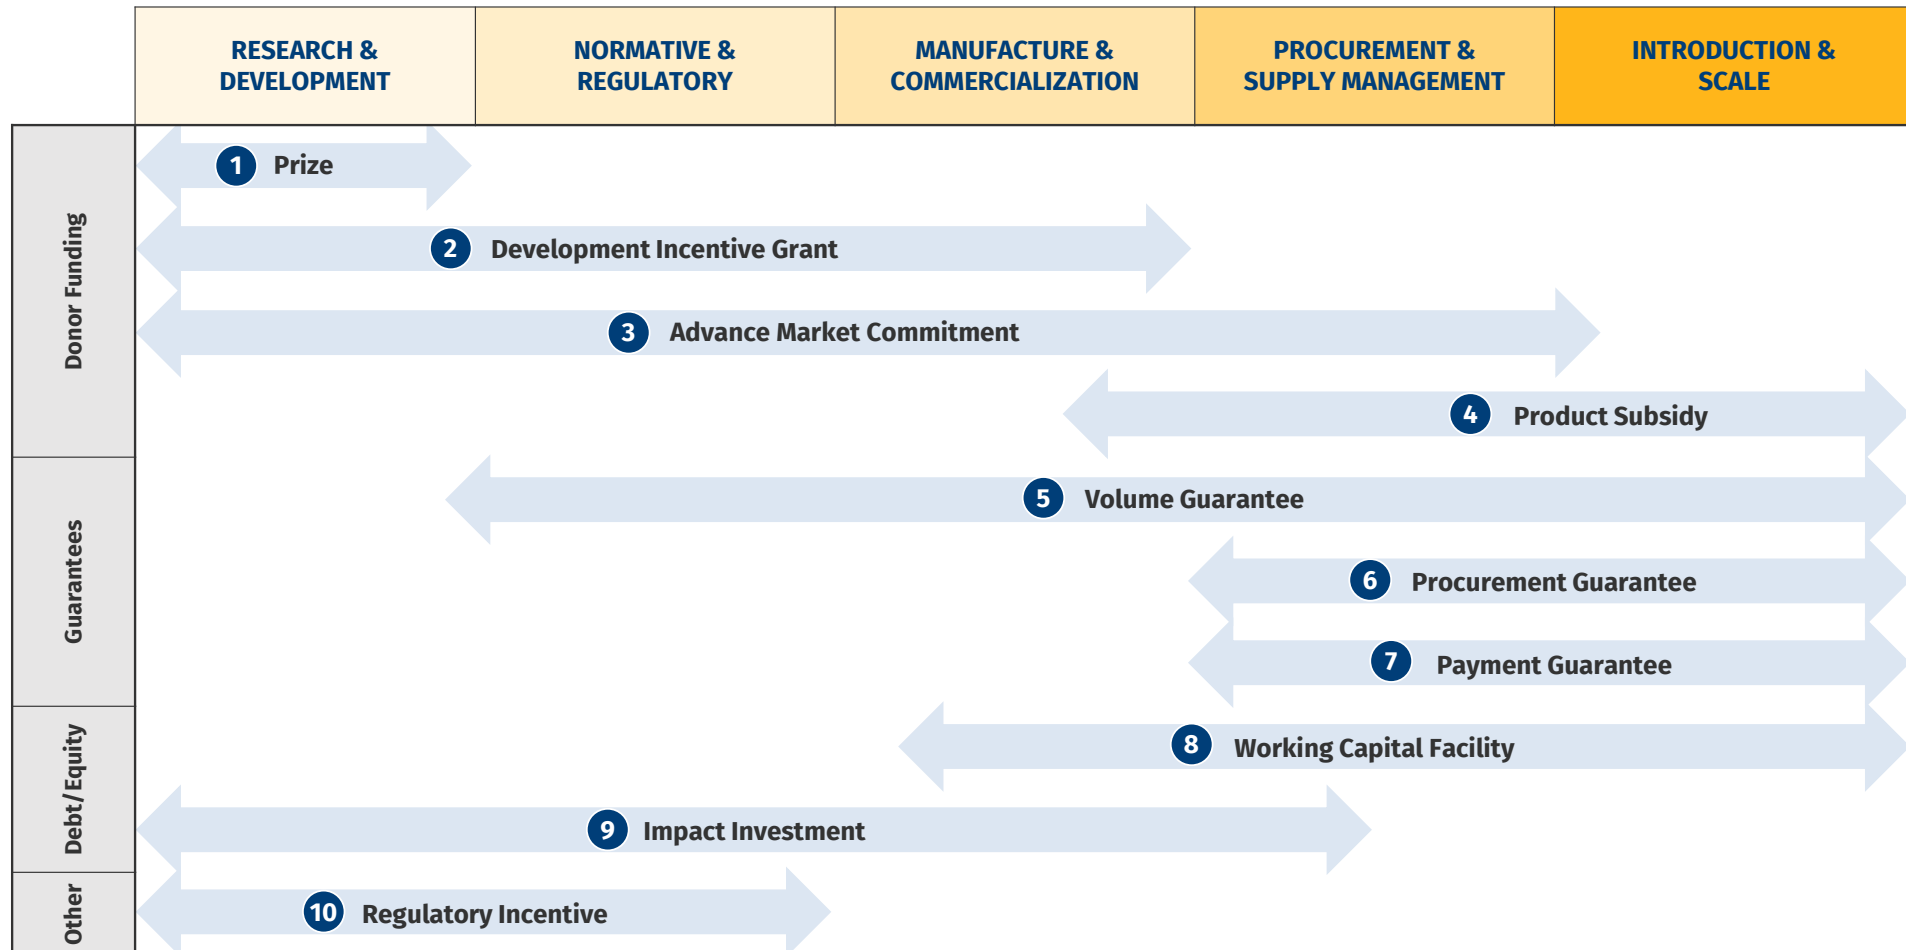 RESEARCH &
DEVELOPMENT
NORMATIVE &
REGULATORY
MANUFACTURE &
COMMERCIALIZATION
PROCUREMENT &
SUPPLY MANAGEMENT
INTRODUCTION &
SCALE
Donor Funding
1 Prize
2 Development Incentive Grant
3 Advance Market Commitment
4 Product Subsidy
Guarantees
5 Volume Guarantee
6 Procurement Guarantee
7 Payment Guarantee
Debt/Equity
8 Working Capital Facility
9 Impact Investment
Other
10 Regulatory Incentive